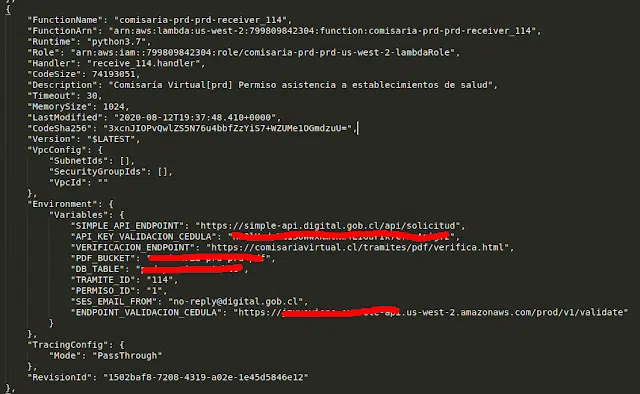 },
{
"FunctionName": "comisaria-prd-prd-receiver_114",
"FunctionArn": "arn:aws:lambda:us-west-2:799809842304:function:comisaria-prd-prd-receiver_114",
"Runtime": "python3.7",
"Role": "arn:aws:iam::799809842304:role/comisaria-prd-prd-us-west-2-lambdaRole",
"Handler": "receive_114.handler",
"CodeSize": 74193051,
"Description": "Comisaría Virtual[prd] Permiso asistencia a establecimientos de salud",
"Timeout": 30,
"MemorySize": 1024,
"LastModified": "2020-08-12T19:37:48.410+0000",
"CodeSha256": "3xcnJIOPvQwlZS5N76u4bbfZzYiS7+WZUMe1OGmdzuU=",
"Version": "$LATEST",
"VpcConfig": {
"SubnetIds": [],
"SecurityGroupIds": [],
"VpcId": ""
},
"Environment": {
"Variables": {
"SIMPLE_API_ENDPOINT": "https://simple-api.digital.gob.cl/api/solicitud",
"API_KEY_VALIDACION_CEDULA": "
"VERIFICACION_ENDPOINT": "https://comisariavirtual.cl/tramites/pdf/verifica.html",
"PDF_BUCKET": "
"DB_TABLE": "
"TRAMITE_ID": "114",
"PERMISO_ID": "1",
"SES_EMAIL_FROM": "no-reply@digital.gob.cl",
"ENDPOINT_VALIDACION_CEDULA": "https:// .us-west-2.amazonaws.com/prod/v1/validate"
}
},
"TracingConfig": {
"Mode": "PassThrough"
},
"RevisionId": "1502baf8-7208-4319-a02e-1e45d5846e12"
},